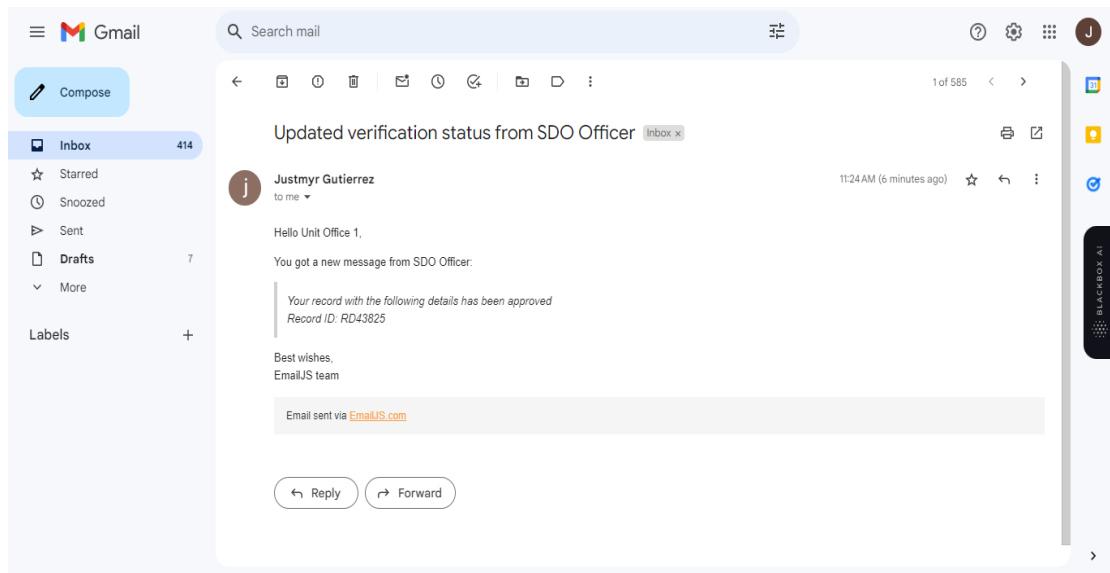 Gmail
Search mail
J
Compose
1 of 585
31
Updated verification status from SDO Officer Inbox x
Inbox 414
Starred
j
Justmyr Gutierrez
11:24 AM (6 minutes ago)
to me
Snoozed
Sent
Hello Unit Office 1,
Drafts 7
You got a new message from SDO Officer:
More
Your record with the following details has been approved
Record ID: RD43825
BLACKBOX AI
Labels +
Best wishes,
EmailJS team
Email sent via EmailJS.com
Reply
Forward